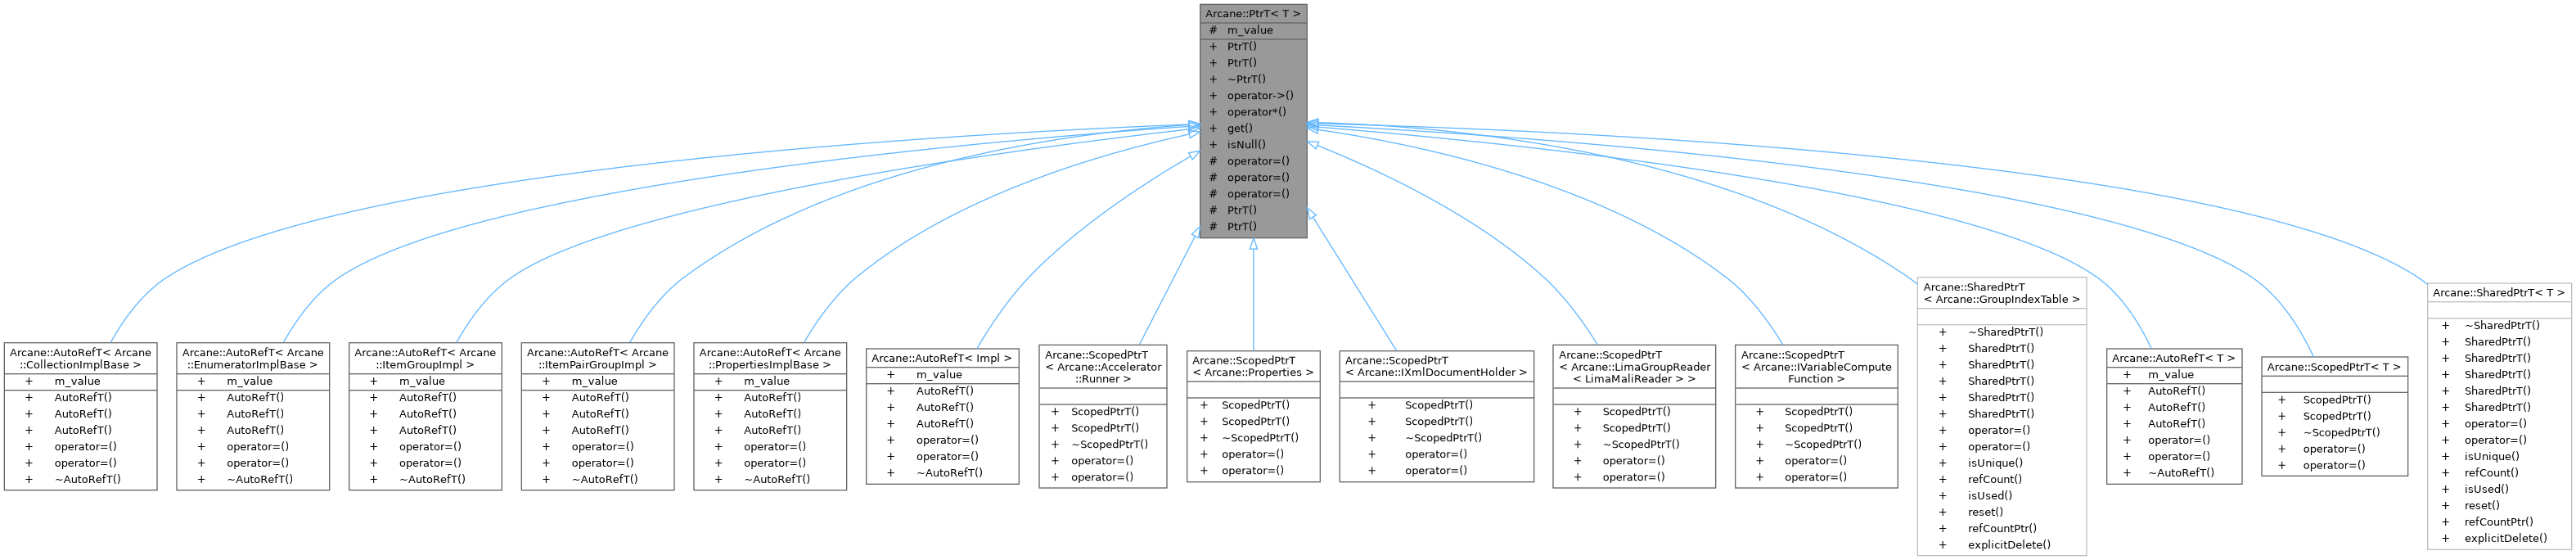 Arcane::PtrT< T >
# m_value
+ PtrT()
+ PtrT()
+ ~PtrT()
+ operator->()
+ operator*()
+ get()
+ isNull()
# operator=()
# operator=()
# operator=()
# PtrT()
# PtrT()
Arcane::AutoRefT< Arcane
::CollectionImplBase >
+ m_value
+ AutoRefT()
+ AutoRefT()
+ AutoRefT()
+ operator=()
+ operator=()
+ ~AutoRefT()
Arcane::AutoRefT< Arcane
::EnumeratorImplBase >
+ m_value
+ AutoRefT()
+ AutoRefT()
+ AutoRefT()
+ operator=()
+ operator=()
+ ~AutoRefT()
Arcane::AutoRefT< Arcane
::ItemGroupImpl >
+ m_value
+ AutoRefT()
+ AutoRefT()
+ AutoRefT()
+ operator=()
+ operator=()
+ ~AutoRefT()
Arcane::AutoRefT< Arcane
::ItemPairGroupImpl >
+ m_value
+ AutoRefT()
+ AutoRefT()
+ AutoRefT()
+ operator=()
+ operator=()
+ ~AutoRefT()
Arcane::AutoRefT< Arcane
::PropertiesImplBase >
+ m_value
+ AutoRefT()
+ AutoRefT()
+ AutoRefT()
+ operator=()
+ operator=()
+ ~AutoRefT()
Arcane::AutoRefT< Impl >
+ m_value
+ AutoRefT()
+ AutoRefT()
+ AutoRefT()
+ operator=()
+ operator=()
+ ~AutoRefT()
Arcane::ScopedPtrT
< Arcane::Accelerator
::Runner >
+ ScopedPtrT()
+ ScopedPtrT()
+ ~ScopedPtrT()
+ operator=()
+ operator=()
Arcane::ScopedPtrT
< Arcane::Properties >
+ ScopedPtrT()
+ ScopedPtrT()
+ ~ScopedPtrT()
+ operator=()
+ operator=()
Arcane::ScopedPtrT
< Arcane::IXmlDocumentHolder >
+ ScopedPtrT()
+ ScopedPtrT()
+ ~ScopedPtrT()
+ operator=()
+ operator=()
Arcane::ScopedPtrT
< Arcane::LimaGroupReader
< LimaMaliReader > >
+ ScopedPtrT()
+ ScopedPtrT()
+ ~ScopedPtrT()
+ operator=()
+ operator=()
Arcane::ScopedPtrT
< Arcane::IVariableCompute
Function >
+ ScopedPtrT()
+ ScopedPtrT()
+ ~ScopedPtrT()
+ operator=()
+ operator=()
Arcane::SharedPtrT
< Arcane::GroupIndexTable >
+ ~SharedPtrT()
+ SharedPtrT()
+ SharedPtrT()
+ SharedPtrT()
+ SharedPtrT()
+ SharedPtrT()
+ operator=()
+ operator=()
+ isUnique()
+ refCount()
+ isUsed()
+ reset()
+ refCountPtr()
+ explicitDelete()
Arcane::AutoRefT< T >
+ m_value
+ AutoRefT()
+ AutoRefT()
+ AutoRefT()
+ operator=()
+ operator=()
+ ~AutoRefT()
Arcane::ScopedPtrT< T >
+ ScopedPtrT()
+ ScopedPtrT()
+ ~ScopedPtrT()
+ operator=()
+ operator=()
Arcane::SharedPtrT< T >
+ ~SharedPtrT()
+ SharedPtrT()
+ SharedPtrT()
+ SharedPtrT()
+ SharedPtrT()
+ SharedPtrT()
+ operator=()
+ operator=()
+ isUnique()
+ refCount()
+ isUsed()
+ reset()
+ refCountPtr()
+ explicitDelete()